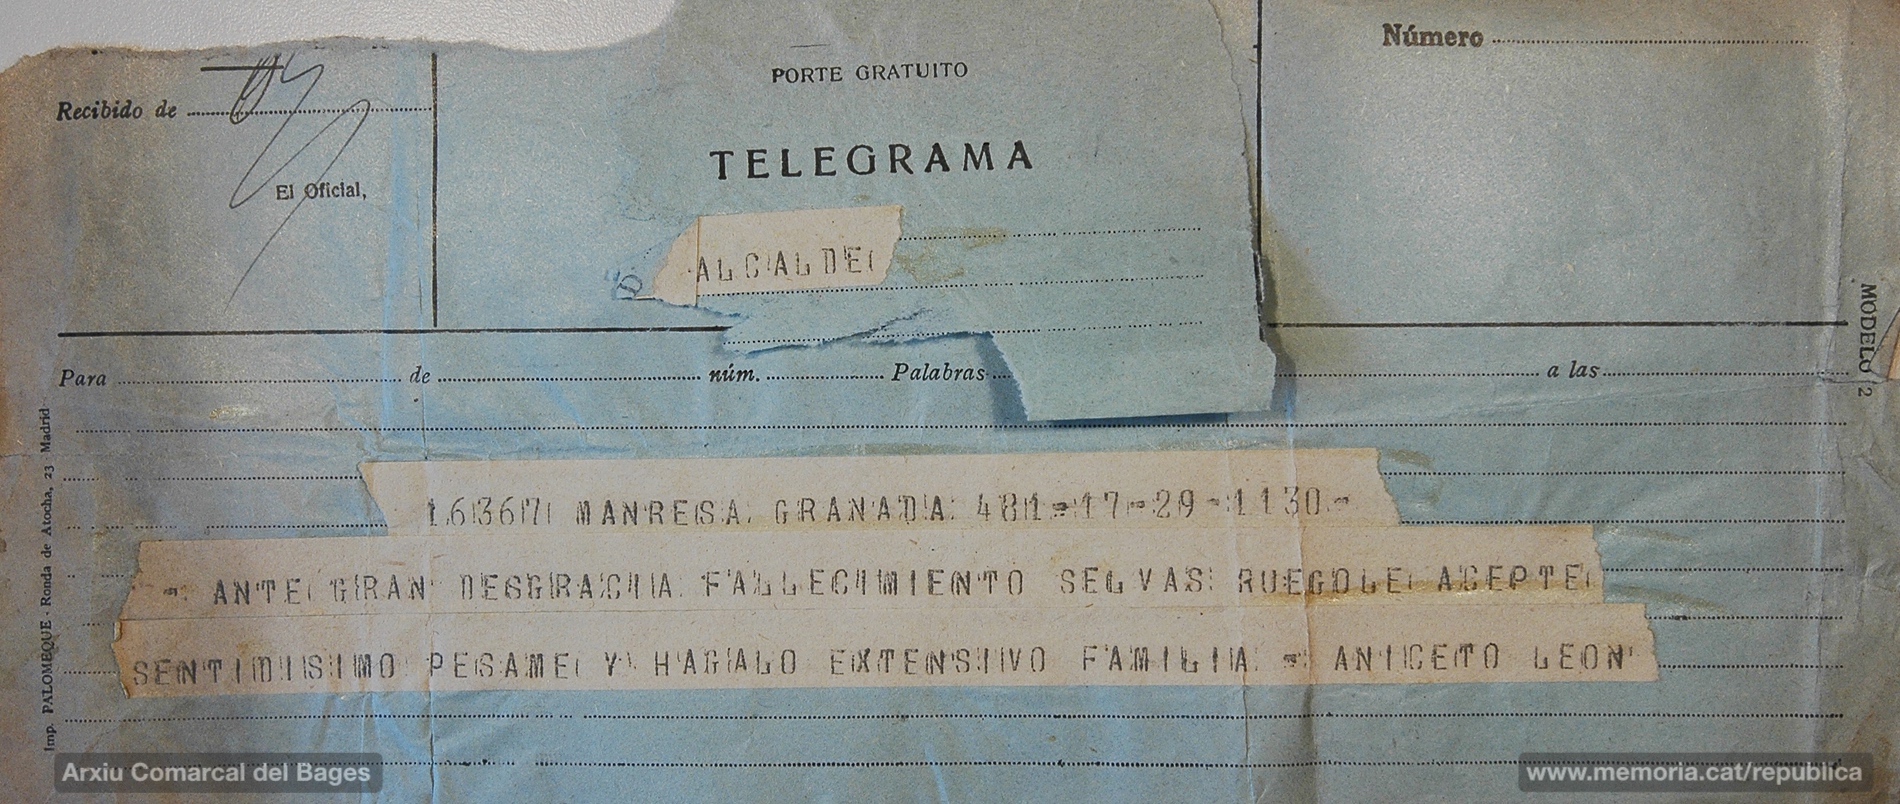 Número
PORTE GRATUITO
Recibido de
TELEGRAMA
El Oficial,
ALCALDE
Para de núm. Palabras a las
MODELO 2
16367 MANRESA GRANADA 481-17-29-1130-
- ANTE GRAN DESGRACIA FALLECIMIENTO SELVAS RUEGOLE ACEPTE
SENTIDISIMO PESAME Y HAGALO EXTENSIVO FAMILIA - ANICETO LEON
Imp. PALOMEQUE - Ronda de Atocha, 23 Madrid
Arxiu Comarcal del Bages
www.memoria.cat/republica